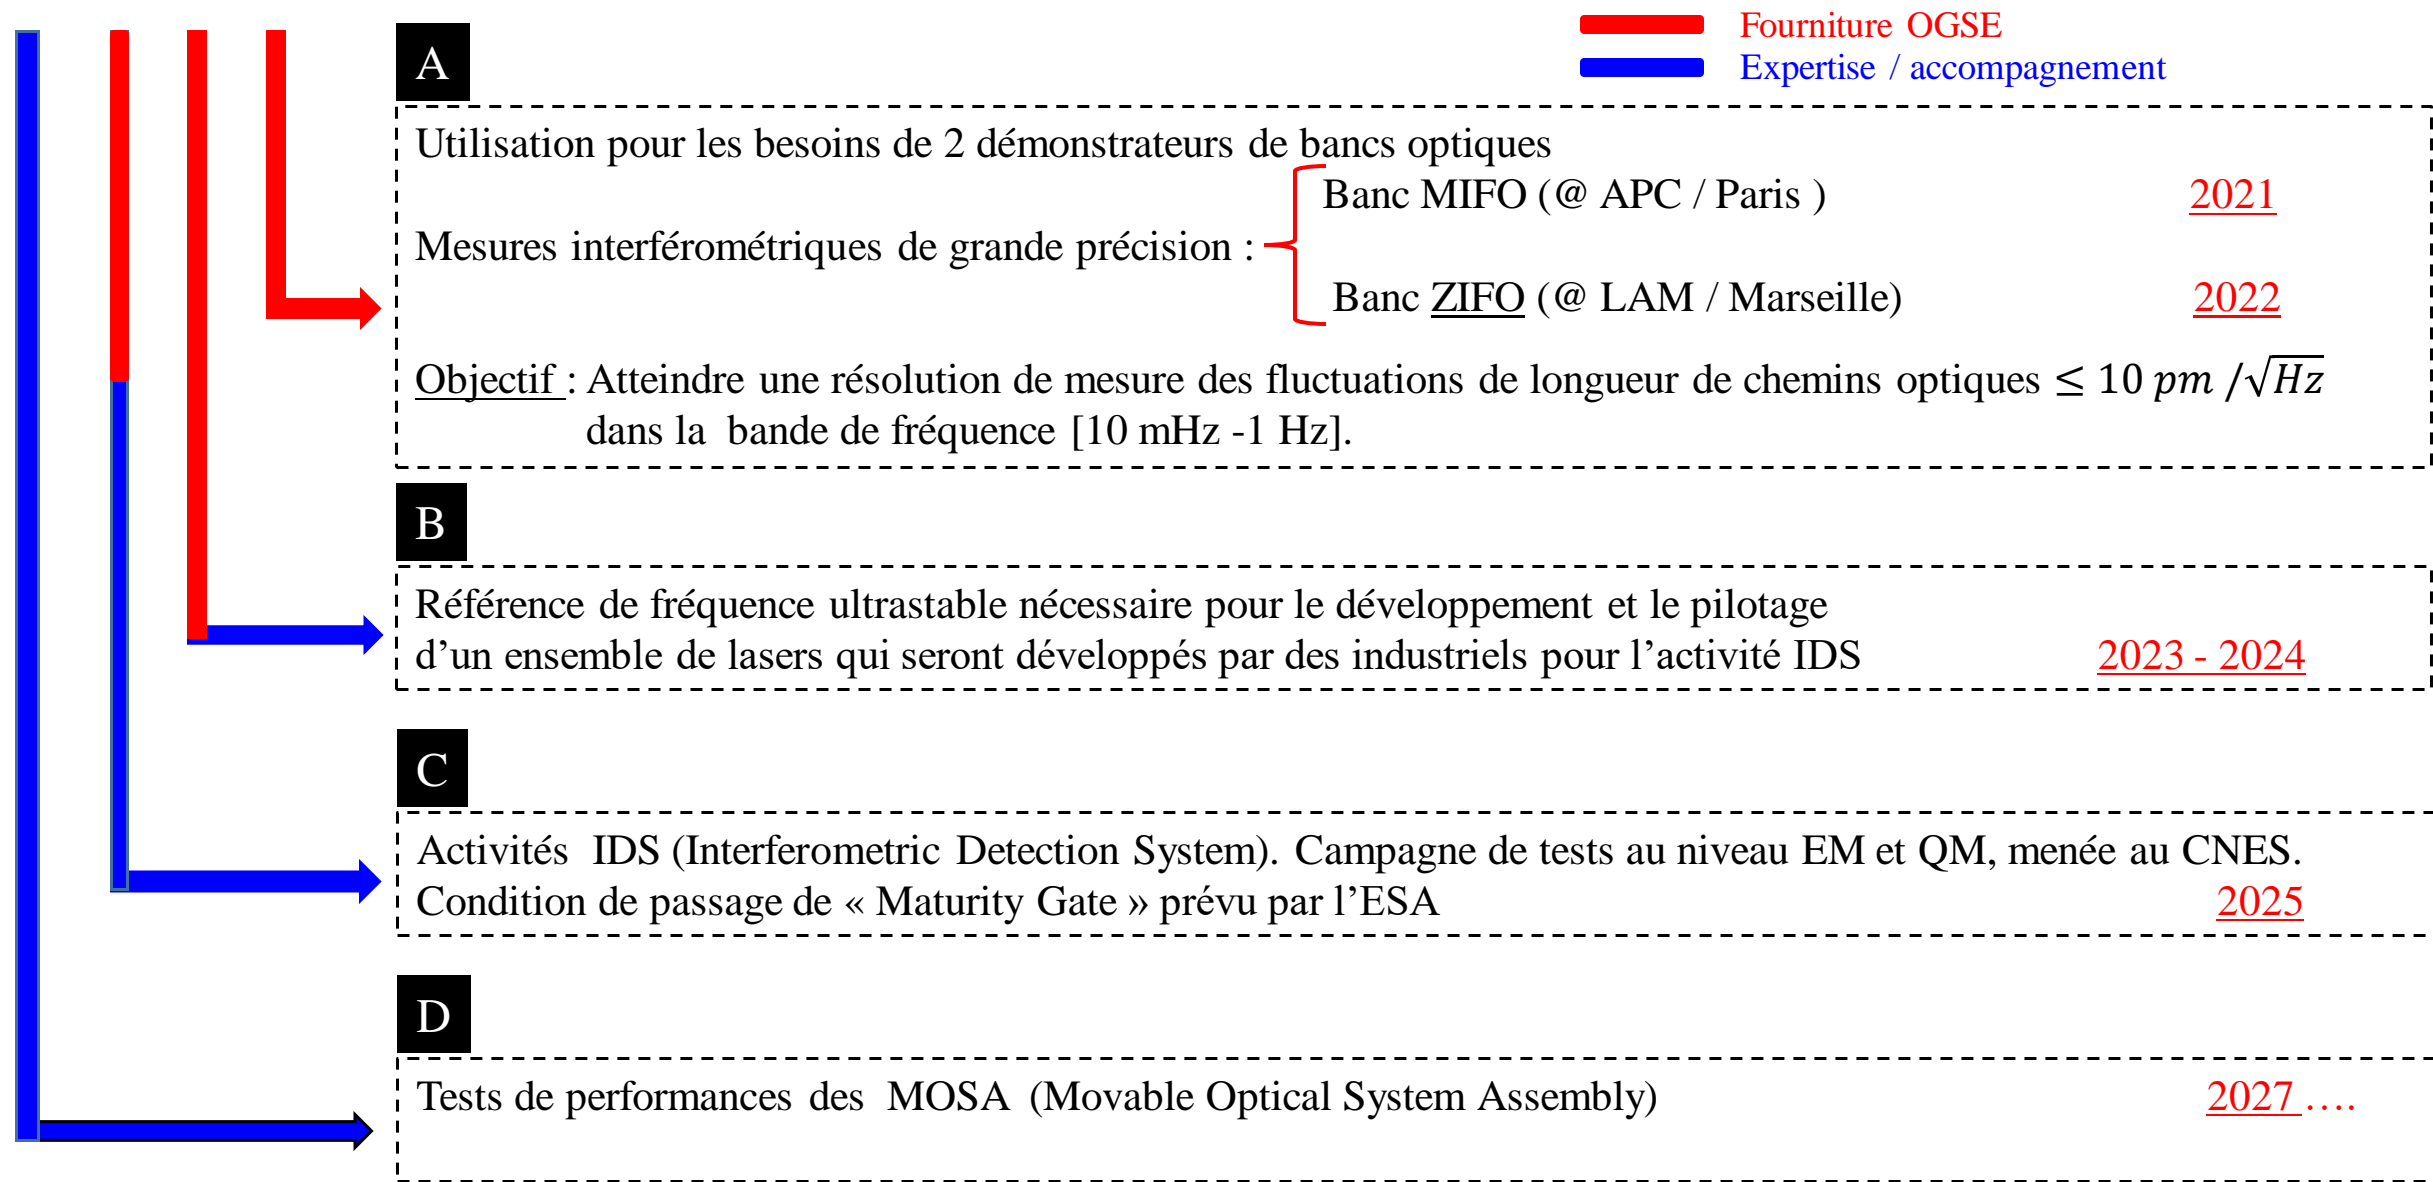 Fourniture OGSE
Expertise / accompagnement
A
Utilisation pour les besoins de 2 démonstrateurs de bancs optiques
Banc MIFO (@ APC / Paris ) 2021
Mesures interférométriques de grande précision :
Banc ZIFO (@ LAM / Marseille) 2022
Objectif : Atteindre une résolution de mesure des fluctuations de longueur de chemins optiques ≤ 10 pm /√Hz
dans la bande de fréquence [10 mHz -1 Hz].
B
Référence de fréquence ultrastable nécessaire pour le développement et le pilotage
d’un ensemble de lasers qui seront développés par des industriels pour l’activité IDS 2023 - 2024
C
Activités IDS (Interferometric Detection System). Campagne de tests au niveau EM et QM, menée au CNES.
Condition de passage de « Maturity Gate » prévu par l’ESA 2025
D
Tests de performances des MOSA (Movable Optical System Assembly) 2027 ….